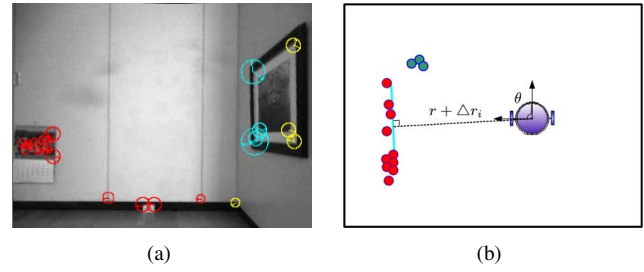 θ
r + △r_i
(a)
(b)